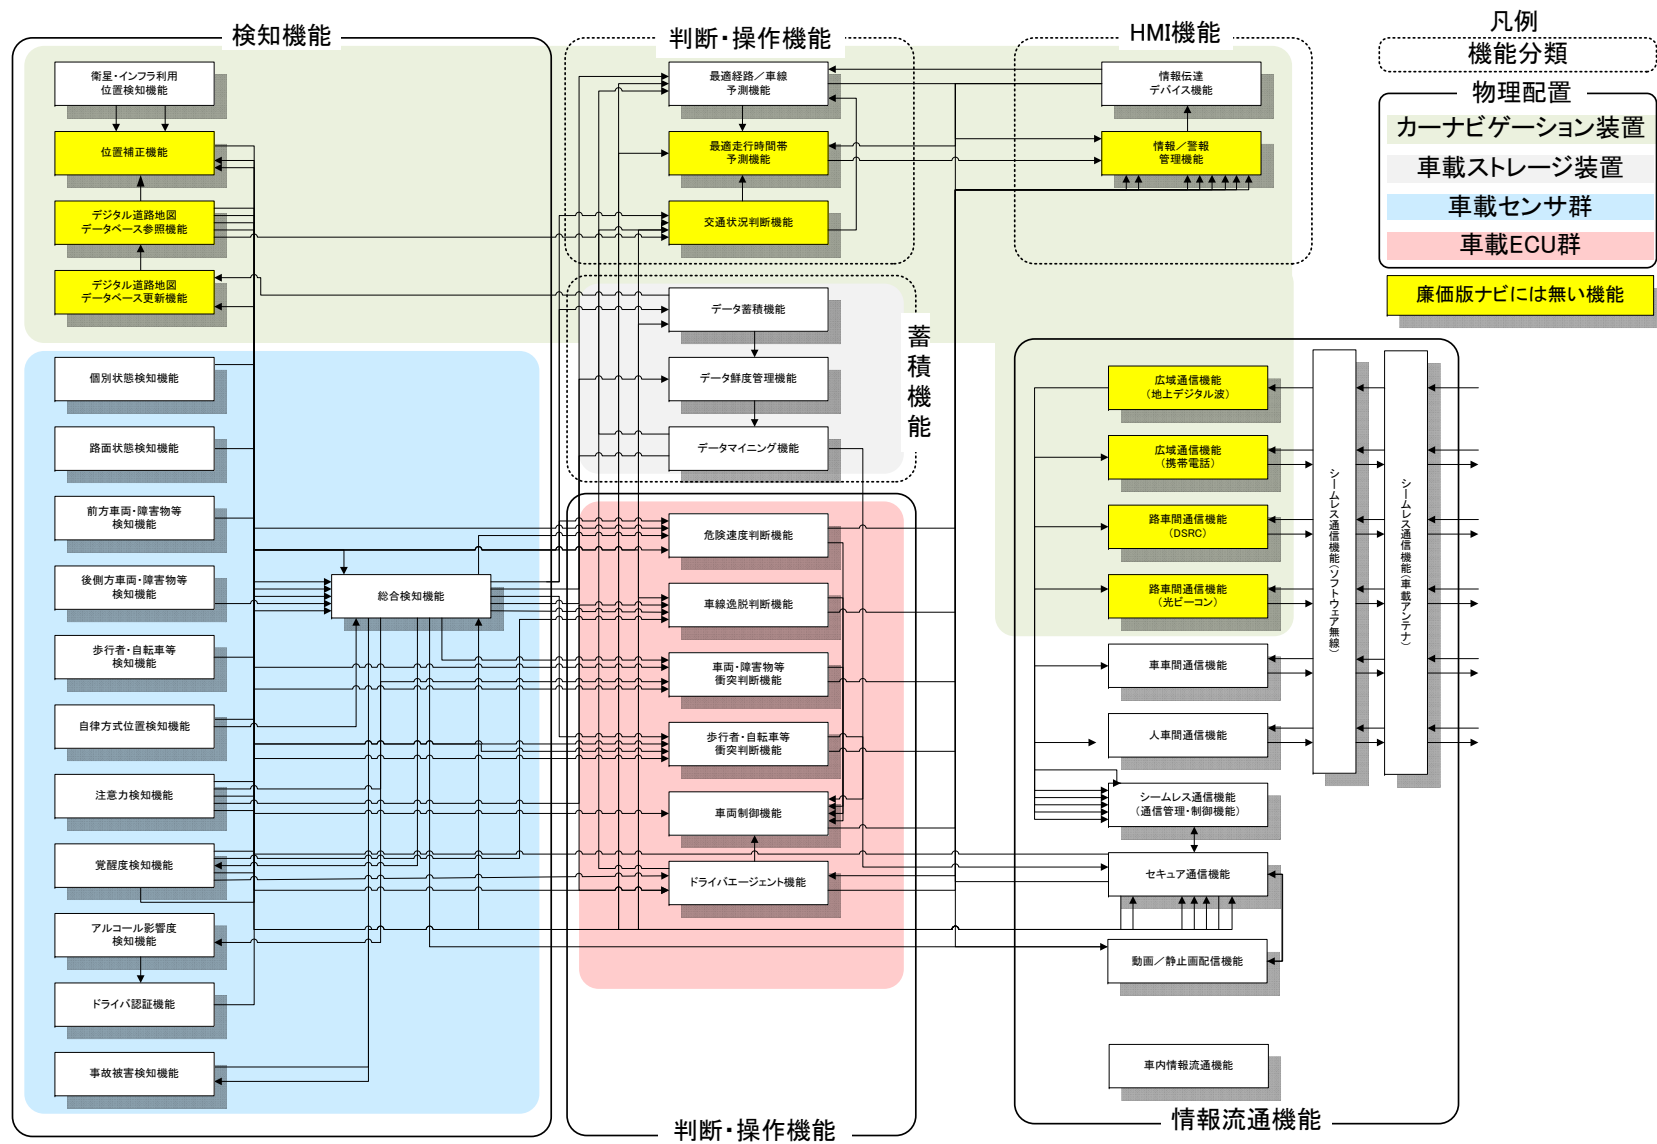 検知機能
衛星・インフラ利用
位置検知機能
位置補正機能
デジタル道路地図
データベース参照機能
デジタル道路地図
データベース更新機能
個別状態検知機能
路面状態検知機能
前方車両・障害物等
検知機能
後側方車両・障害物等
検知機能
歩行者・自転車等
検知機能
自律方式位置検知機能
注意力検知機能
覚醒度検知機能
アルコール影響度
検知機能
ドライバ認証機能
事故被害検知機能
総合検知機能
判断・操作機能
最適経路／車線
予測機能
最適走行時間帯
予測機能
交通状況判断機能
データ蓄積機能
データ鮮度管理機能
データマイニング機能
蓄積機能
危険速度判断機能
車線逸脱判断機能
車両・障害物等
衝突判断機能
歩行者・自転車等
衝突判断機能
車両制御機能
ドライバエージェント機能
判断・操作機能
HMI機能
情報伝達
デバイス機能
情報／警報
管理機能
広域通信機能
（地上デジタル波）
広域通信機能
（携帯電話）
路車間通信機能
（DSRC）
路車間通信機能
（光ビーコン）
車車間通信機能
人車間通信機能
シームレス通信機能
（通信管理・制御機能）
セキュア通信機能
動画／静止画配信機能
車内情報流通機能
シームレス通信機能（ソフトウェア無線）
シームレス通信機能（車載アンテナ）
情報流通機能
凡例
機能分類
物理配置
カーナビゲーション装置
車載ストレージ装置
車載センサ群
車載ECU群
廉価版ナビには無い機能